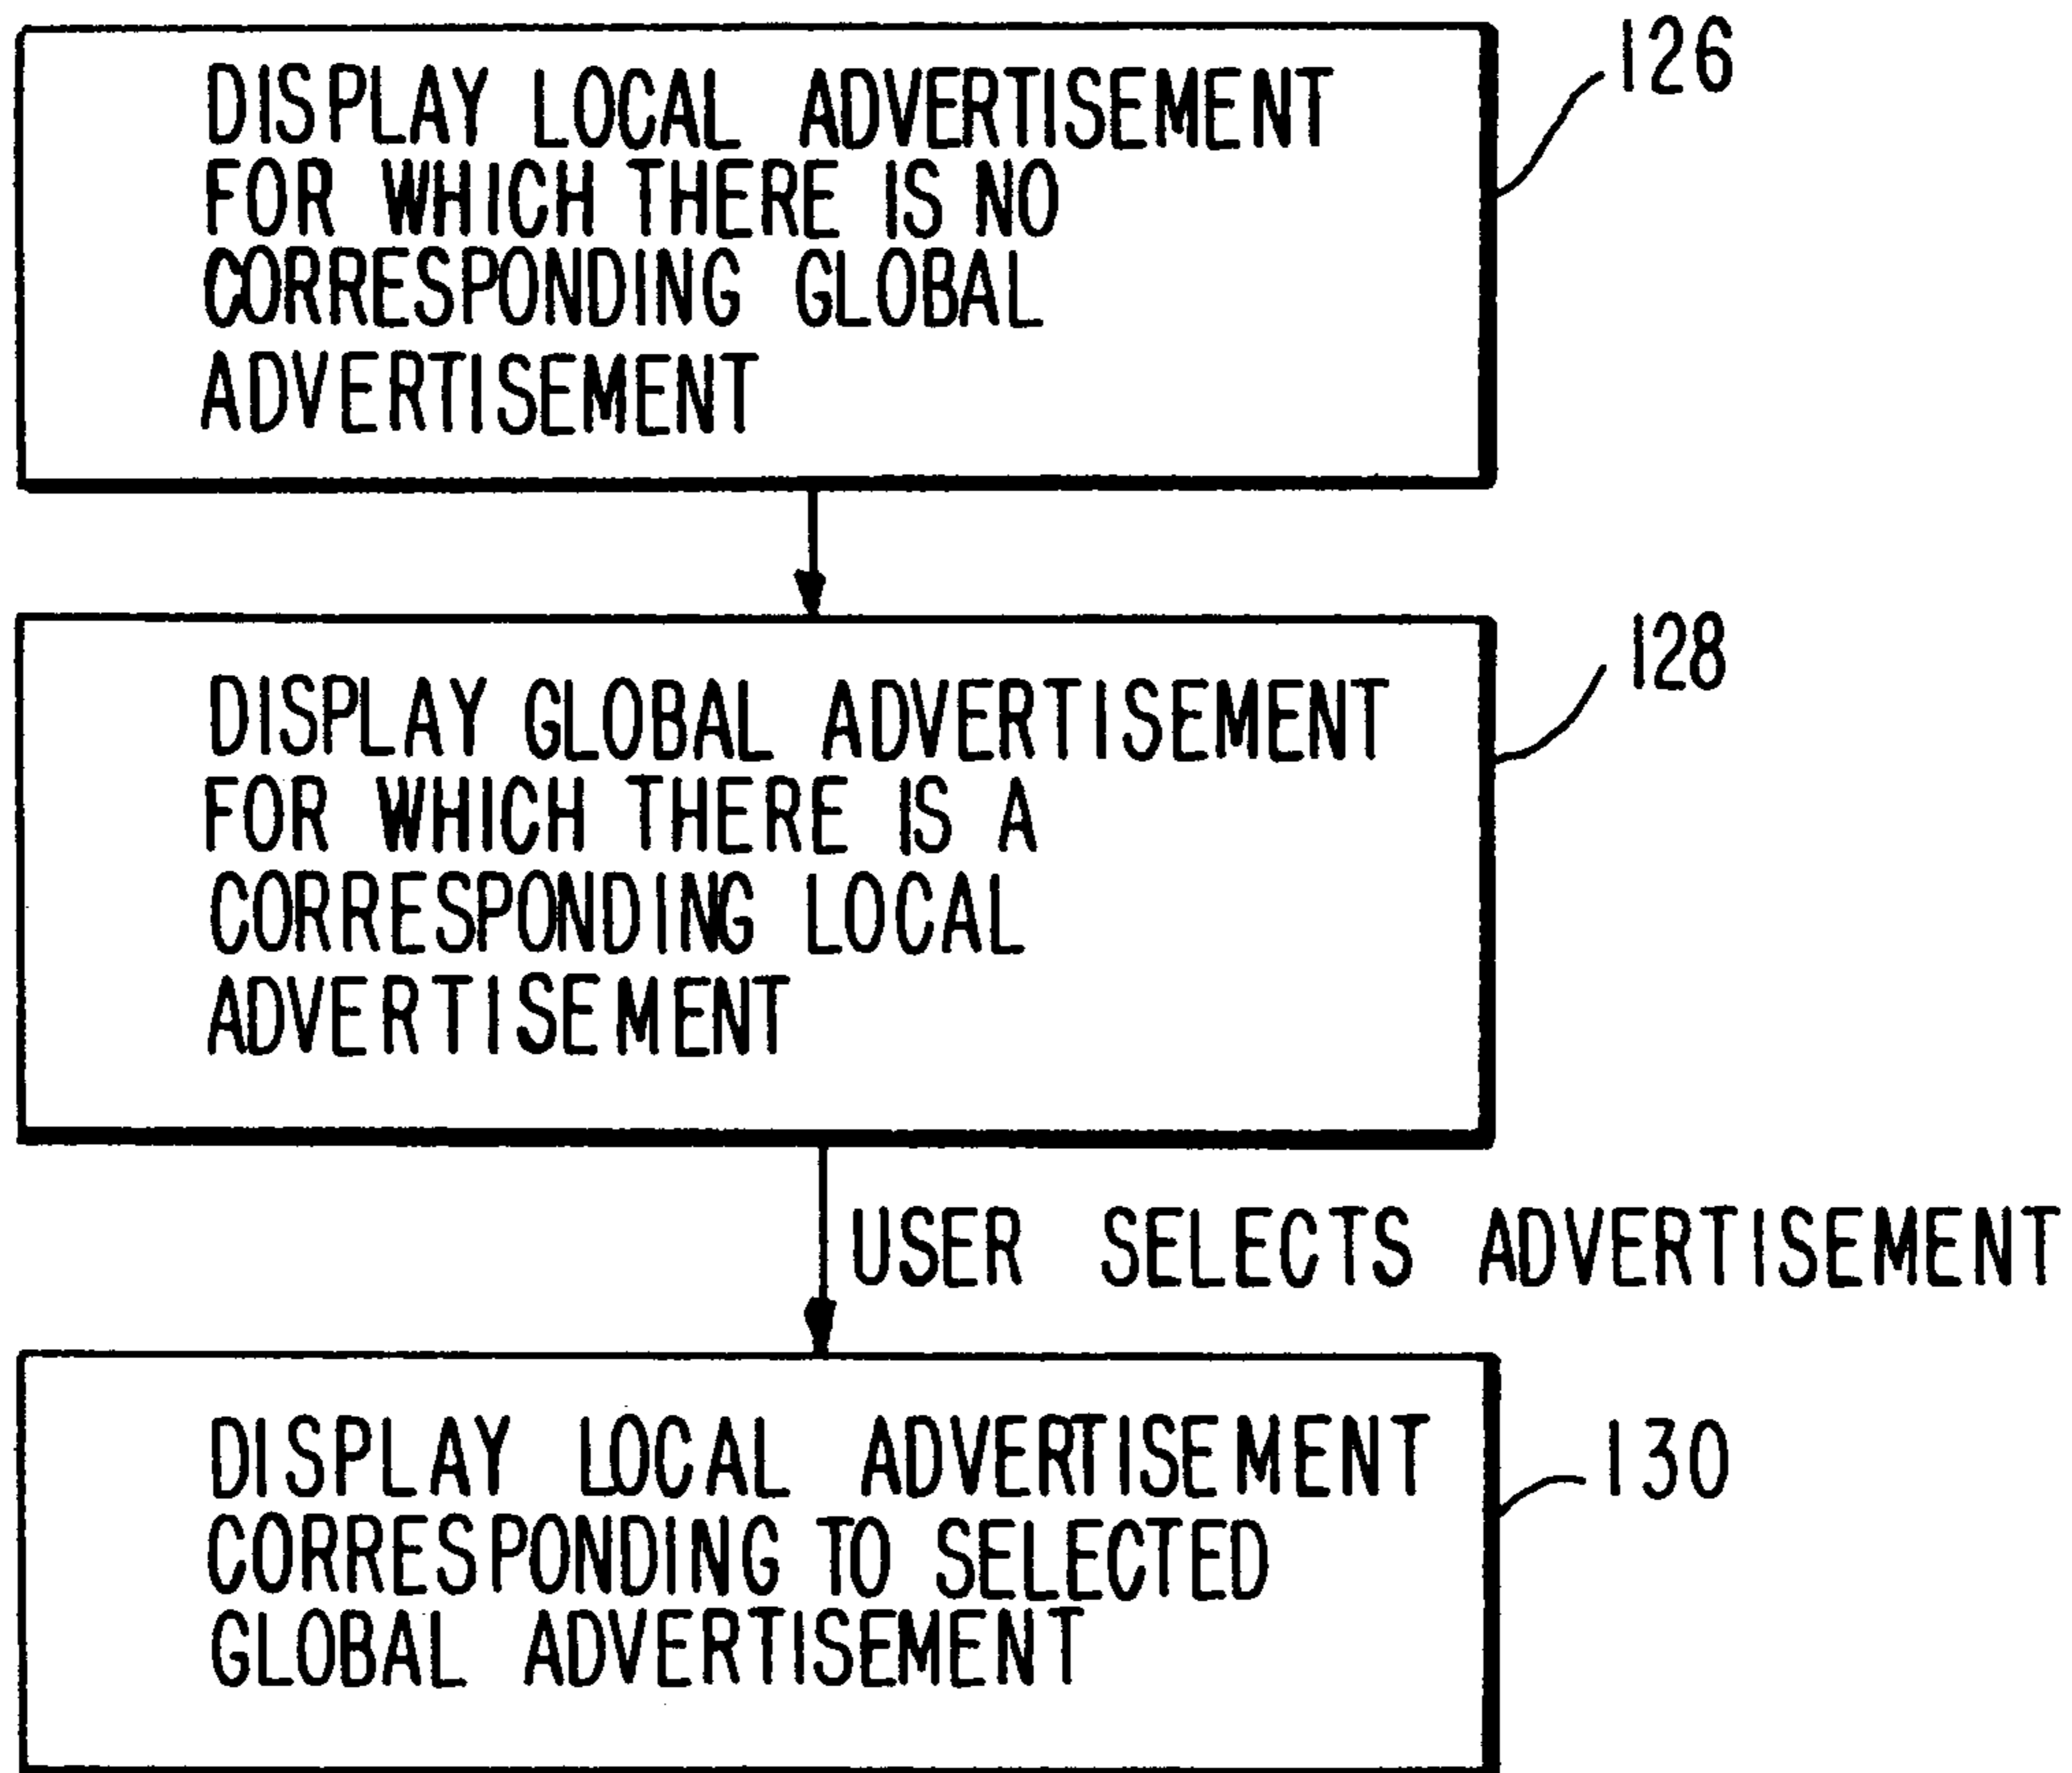 126
DISPLAY LOCAL ADVERTISEMENT
FOR WHICH THERE IS NO
CORRESPONDING GLOBAL
ADVERTISEMENT
128
DISPLAY GLOBAL ADVERTISEMENT
FOR WHICH THERE IS A
CORRESPONDING LOCAL
ADVERTISEMENT
USER SELECTS ADVERTISEMENT
130
DISPLAY LOCAL ADVERTISEMENT
CORRESPONDING TO SELECTED
GLOBAL ADVERTISEMENT